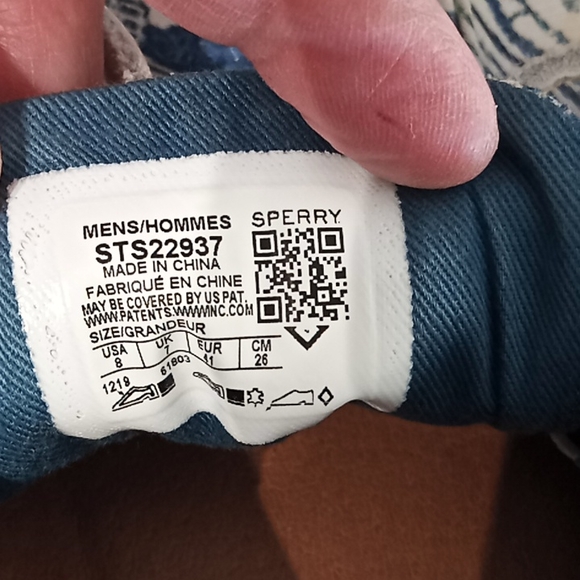 MENS/HOMMES
SPERRY
STS22937
MADE IN CHINA
FABRIQUÉ EN CHINE
MAY BE COVERED BY US PAT.
WWW.PATENTS.WWWINC.COM
SIZE/GRANDEUR
USA UK EUR CM
8 7 41 26
1219 61803